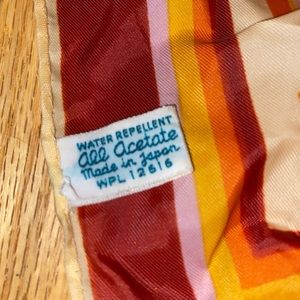 WATER REPELLENT
All Acetate
Made in Japan
WPL 12616